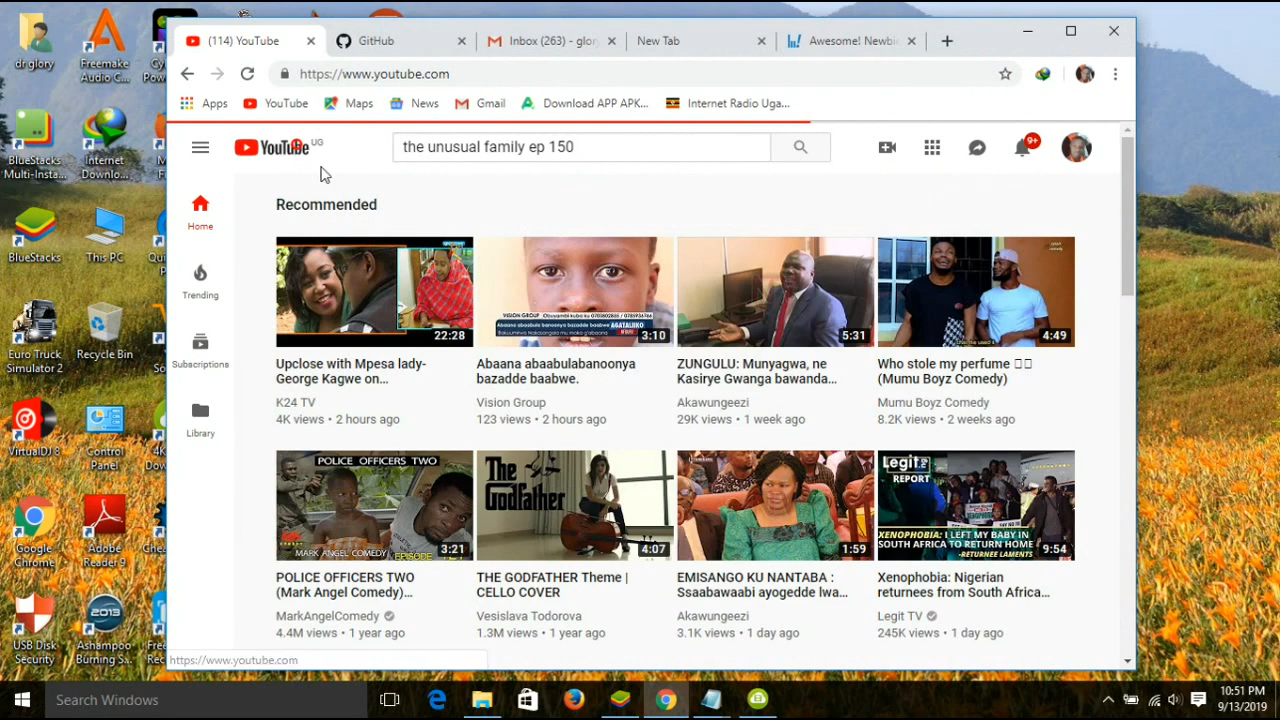 dr glory
Freemake
Audio C...
(114) YouTube
GitHub
Inbox (263) - glory
New Tab
Awesome! Newbie
https://www.youtube.com
Apps
YouTube
Maps
News
Gmail
Download APP APK...
Internet Radio Uga...
YouTube UG
the unusual family ep 150
9+
BlueStacks
Multi-Insta...
Internet
Downlo...
BlueStacks
This PC
Euro Truck
Simulator 2
Recycle Bin
VirtualDJ 8
Control
Panel
Google
Chrome
Adobe
Reader 9
USB Disk
Security
2013
Ashampoo
Burning S...
Home
Trending
Subscriptions
Library
Recommended
22:28
Upclose with Mpesa lady-
George Kagwe on...
K24 TV
4K views • 2 hours ago
AGATALIIKO
3:10
Abaana abaabulabanoonya
bazadde baabwe.
Vision Group
123 views • 2 hours ago
5:31
ZUNGULU: Munyagwa, ne
Kasirye Gwanga bawanda...
Akawungeezi
29K views • 1 week ago
4:49
Who stole my perfume
(Mumu Boyz Comedy)
Mumu Boyz Comedy
8.2K views • 2 weeks ago
POLICE OFFICERS TWO
MARK ANGEL COMEDY
EPISODE
3:21
POLICE OFFICERS TWO
(Mark Angel Comedy)...
MarkAngelComedy
4.4M views • 1 year ago
The
Godfather
4:07
THE GODFATHER Theme |
CELLO COVER
Vesislava Todorova
1.3M views • 1 year ago
1:59
EMISANGO KU NANTABA :
Ssaabawaabi ayogedde lwa...
Akawungeezi
3.1K views • 1 day ago
Legit
REPORT
XENOPHOBIA: I LEFT MY BABY IN
SOUTH AFRICA TO RETURN HOME
-RETURNEE LAMENTS
9:54
Xenophobia: Nigerian
returnees from South Africa...
Legit TV
245K views • 1 day ago
https://www.youtube.com
Search Windows
10:51 PM
9/13/2019